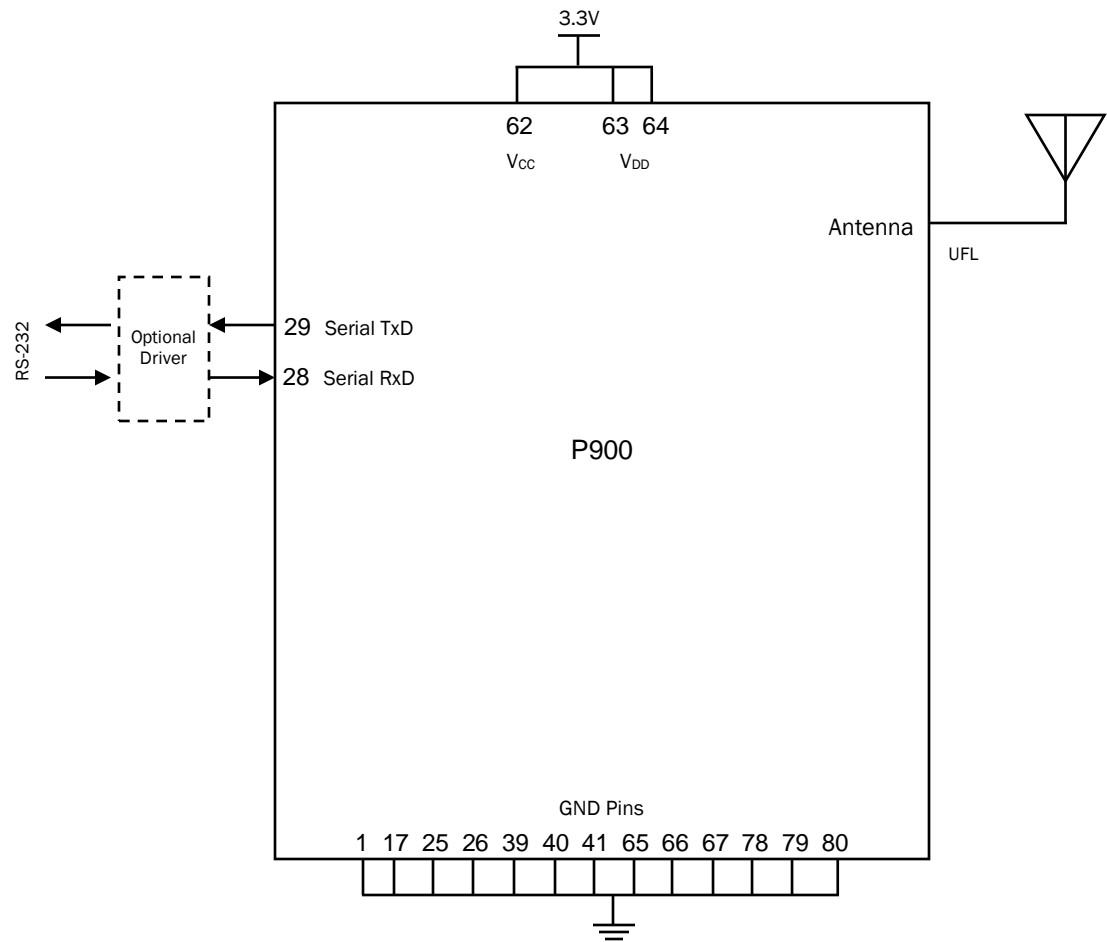 3.3V
62 63 64
VCC VDD
Antenna
UFL
RS-232
Optional
Driver
29 Serial TxD
28 Serial RxD
P900
GND Pins
1 17 25 26 39 40 41 65 66 67 78 79 80